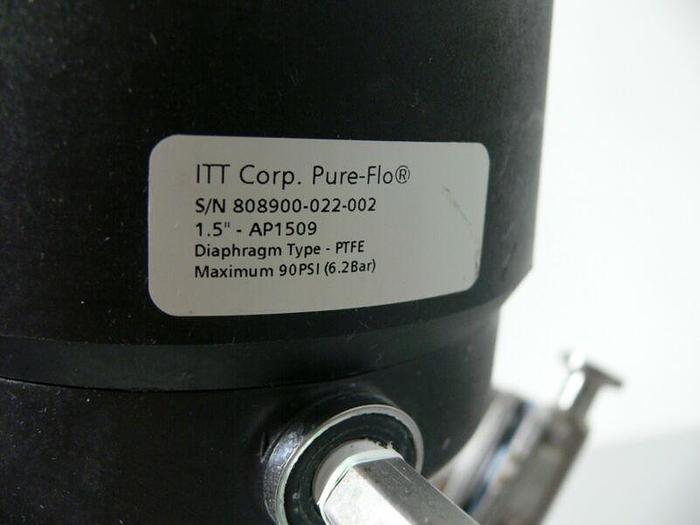 ITT Corp. Pure-Flo®
S/N 808900-022-002
1.5" - AP1509
Diaphragm Type - PTFE
Maximum 90PSI (6.2Bar)